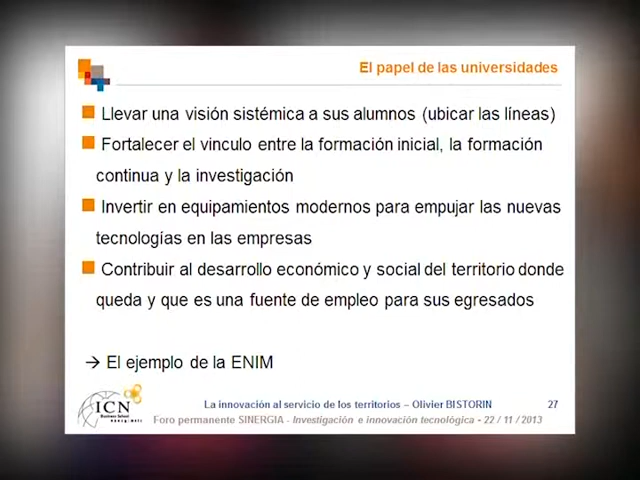 El papel de las universidades
Llevar una visión sistémica a sus alumnos (ubicar las líneas)
Fortalecer el vinculo entre la formación inicial, la formación
continua y la investigación
Invertir en equipamientos modernos para empujar las nuevas
tecnologías en las empresas
Contribuir al desarrollo económico y social del territorio donde
queda y que es una fuente de empleo para sus egresados
→ El ejemplo de la ENIM
ICN
Business School
La innovación al servicio de los territorios – Olivier BISTORIN 27
Foro permanente SINERGIA - Investigación e innovación tecnológica - 22 / 11 / 2013